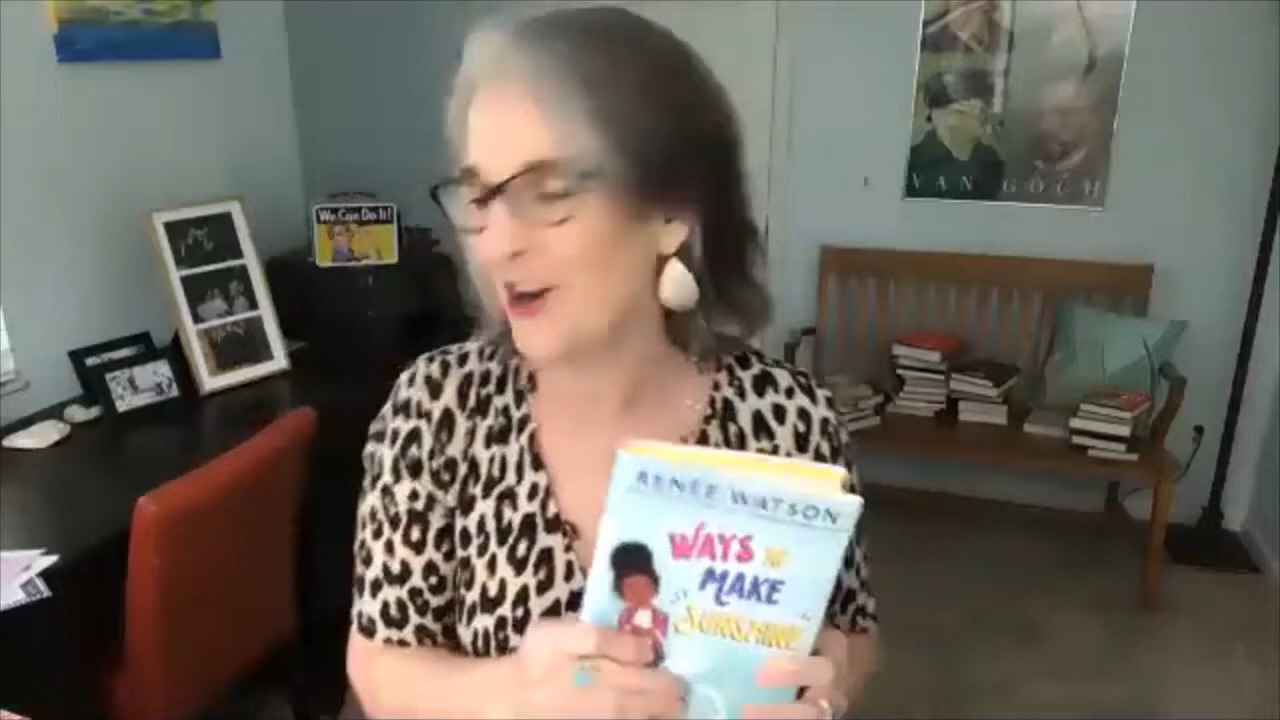 We Can Do It!
VAN GOGH
RENÉE WATSON
WAYS TO
MAKE
SUNSHINE